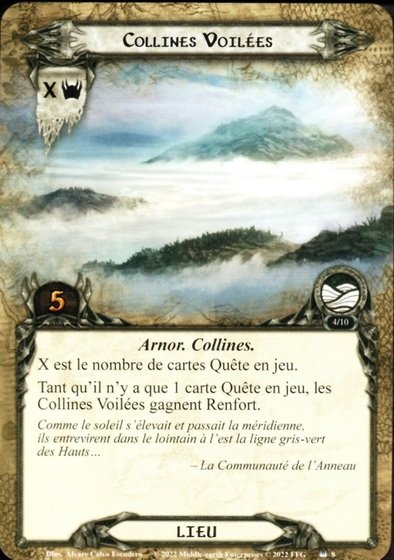 Collines Voilées
X
5
4/10
Arnor. Collines.
X est le nombre de cartes Quête en jeu.
Tant qu'il n'y a que 1 carte Quête en jeu, les
Collines Voilées gagnent Renfort.
Comme le soleil s'élevait et passait la méridienne,
ils entrevirent dans le lointain à l'est la ligne gris-vert
des Hauts…
– La Communauté de l'Anneau
LIEU
Illus. Álvaro Calvo Escudero © 2022 Middle-earth Enterprises © 2022 FFG 8